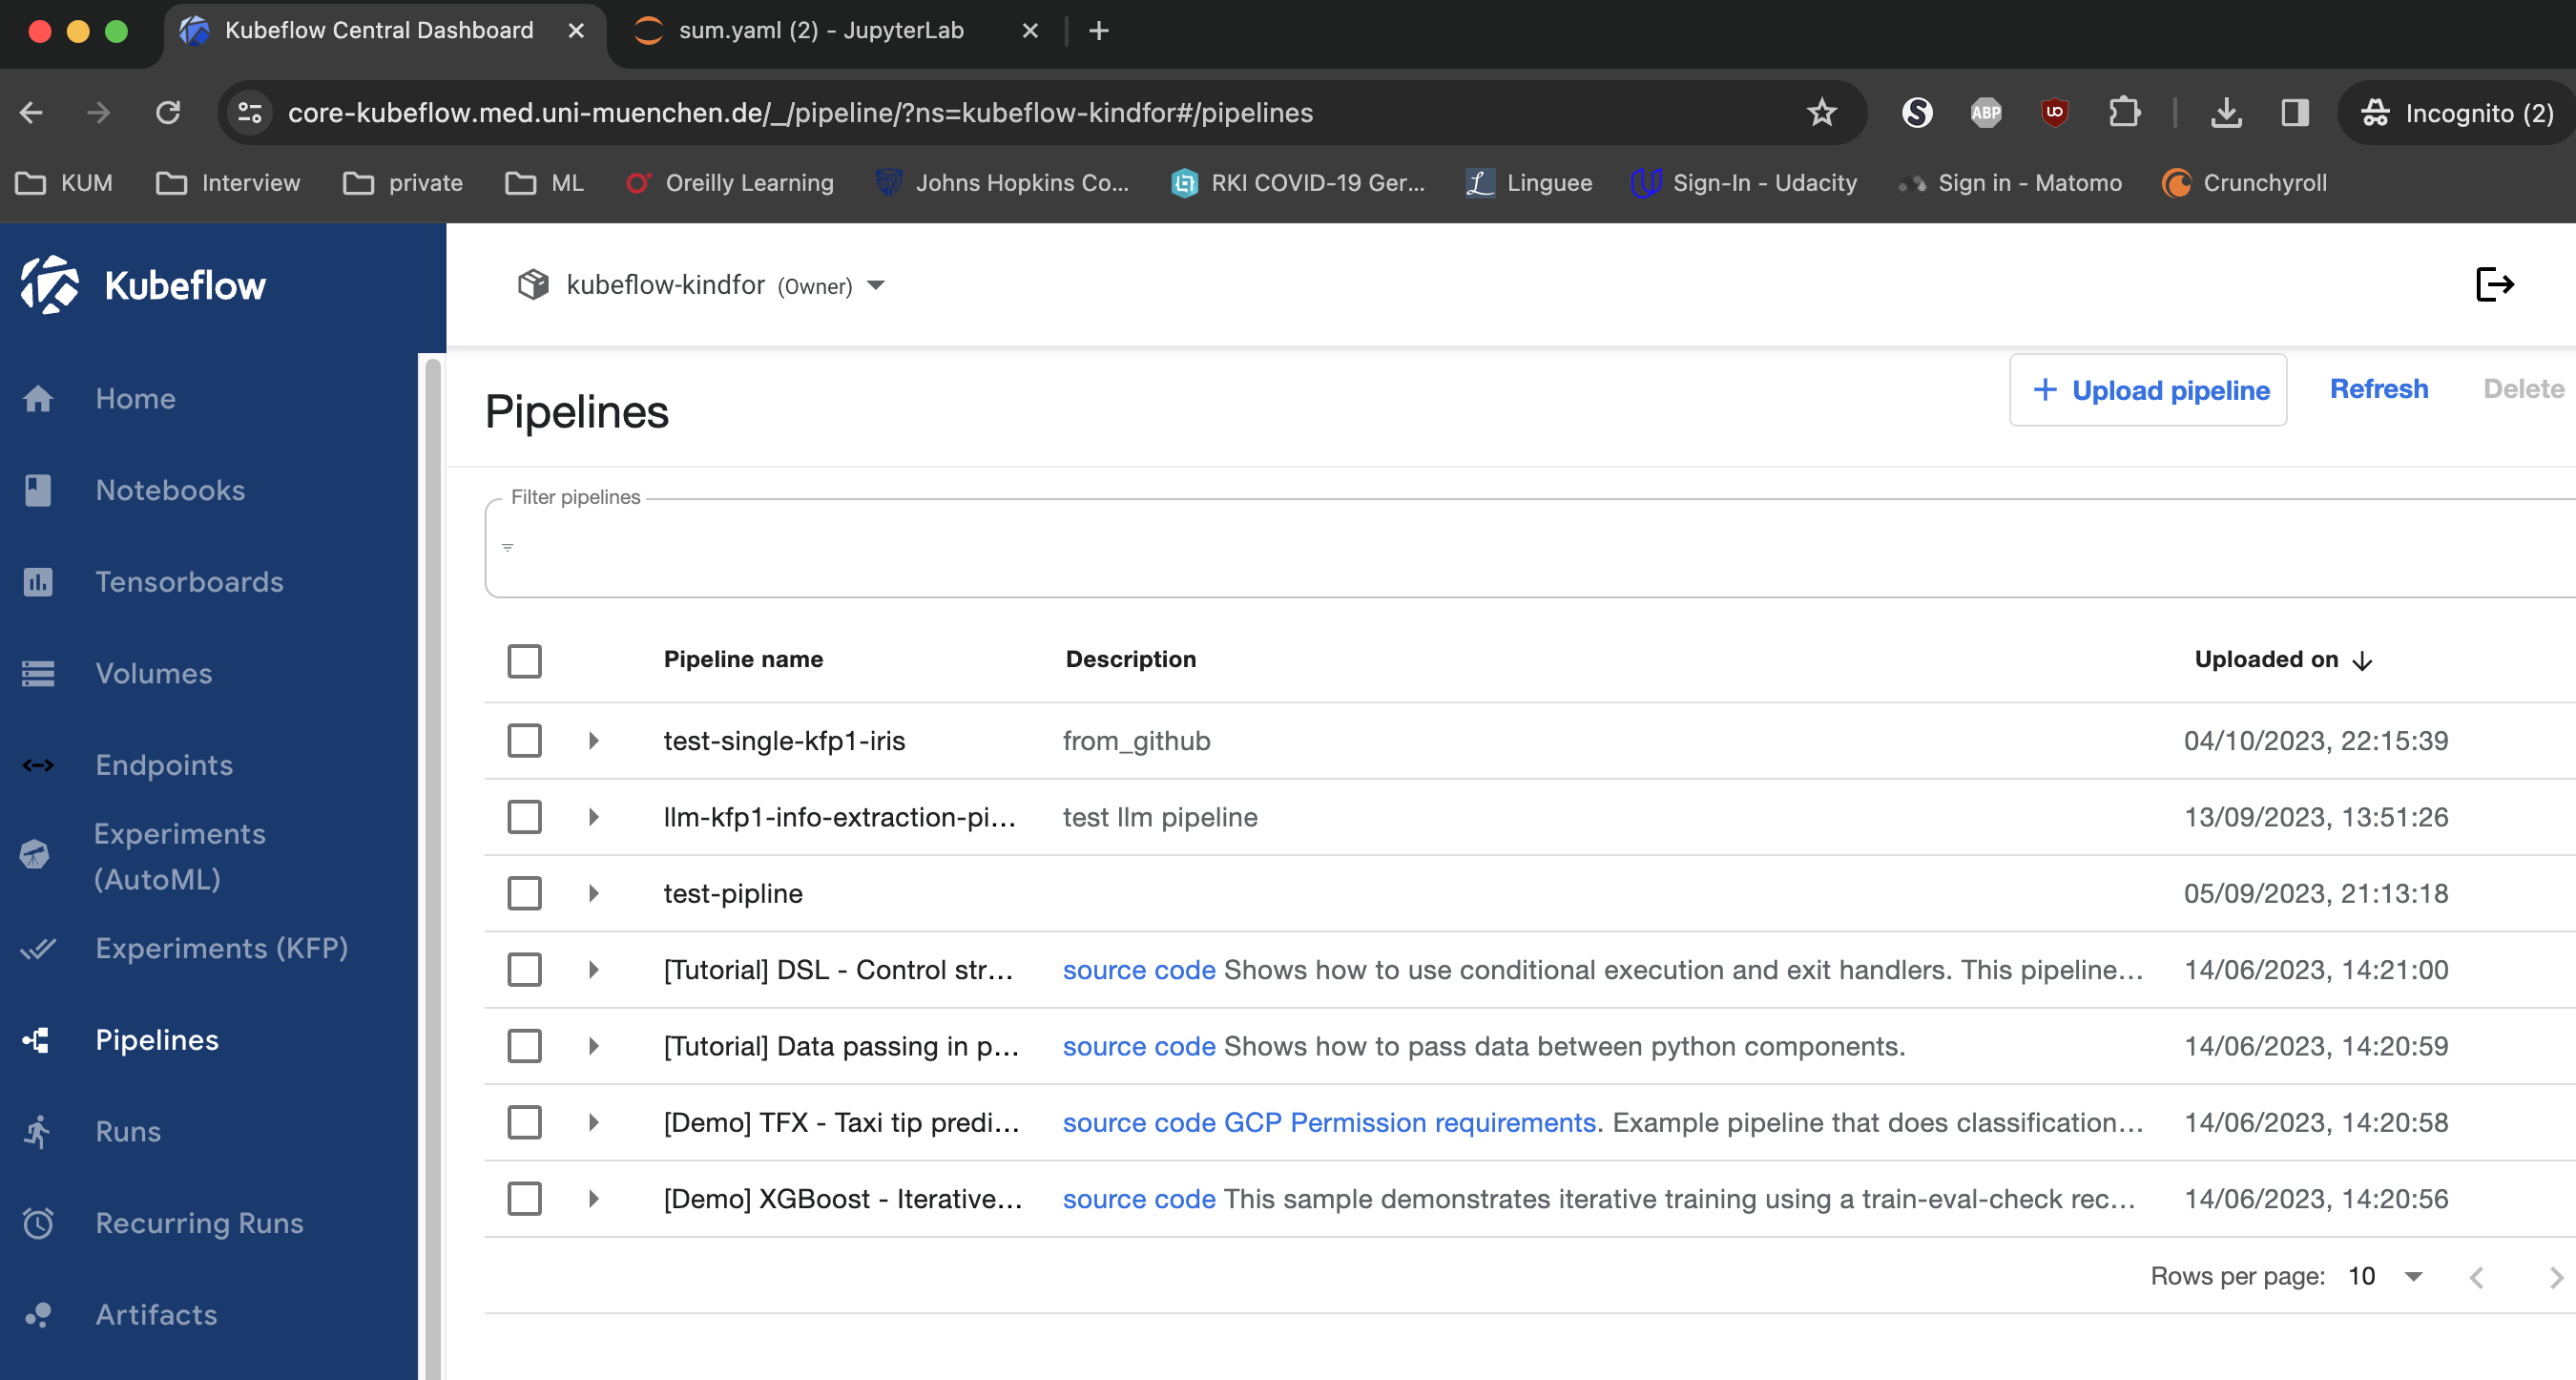 Kubeflow Central Dashboard
sum.yaml (2) - JupyterLab
core-kubeflow.med.uni-muenchen.de/_/pipeline/?ns=kubeflow-kindfor#/pipelines
ABP
Incognito (2)
KUM
Interview
private
ML
Oreilly Learning
Johns Hopkins Co...
RKI COVID-19 Ger...
Linguee
Sign-In - Udacity
Sign in - Matomo
Crunchyroll
Kubeflow
kubeflow-kindfor (Owner)
Home
Notebooks
Tensorboards
Volumes
Endpoints
Experiments
(AutoML)
Experiments (KFP)
Pipelines
Runs
Recurring Runs
Artifacts
Pipelines
+ Upload pipeline
Refresh
Delete
Filter pipelines
Pipeline name Description Uploaded on
test-single-kfp1-iris from_github 04/10/2023, 22:15:39
llm-kfp1-info-extraction-pi... test llm pipeline 13/09/2023, 13:51:26
test-pipline 05/09/2023, 21:13:18
[Tutorial] DSL - Control str... source code Shows how to use conditional execution and exit handlers. This pipeline... 14/06/2023, 14:21:00
[Tutorial] Data passing in p... source code Shows how to pass data between python components. 14/06/2023, 14:20:59
[Demo] TFX - Taxi tip predi... source code GCP Permission requirements. Example pipeline that does classification... 14/06/2023, 14:20:58
[Demo] XGBoost - Iterative... source code This sample demonstrates iterative training using a train-eval-check rec... 14/06/2023, 14:20:56
Rows per page: 10